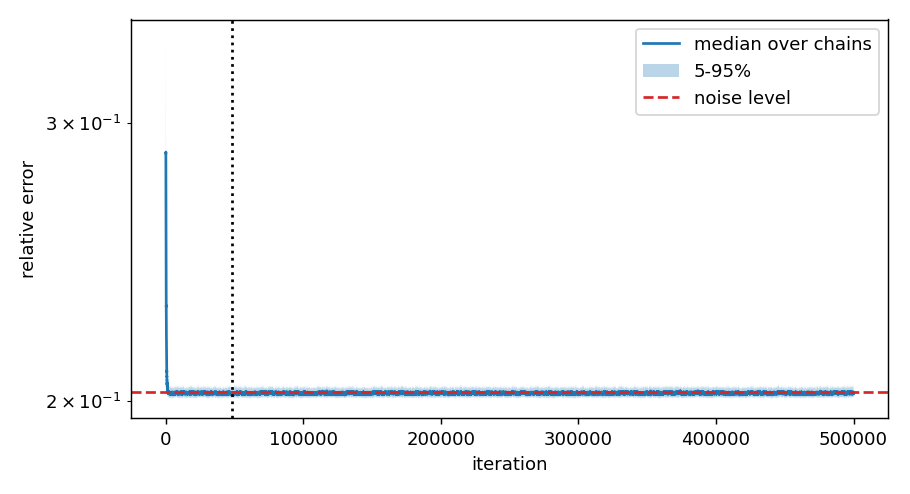 median over chains
5-95%
noise level
3 × 10⁻¹
2 × 10⁻¹
relative error
0 100000 200000 300000 400000 500000
iteration